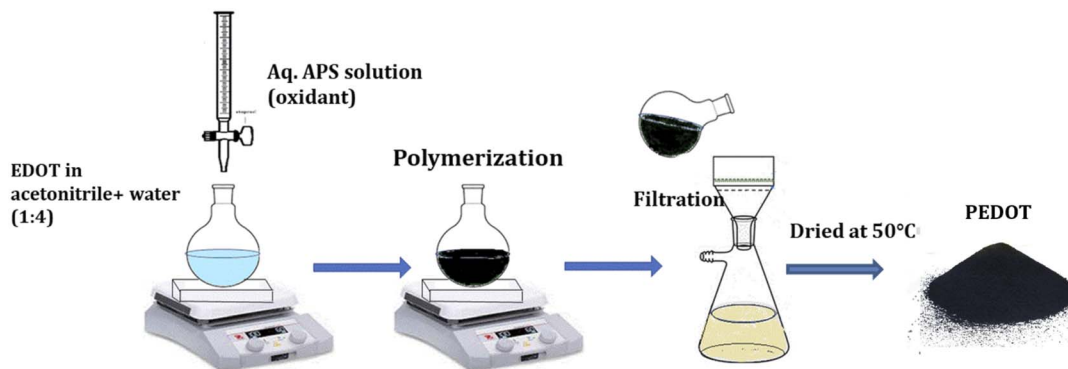 Aq. APS solution
(oxidant)
EDOT in
acetonitrile+ water
(1:4)
Polymerization
Filtration
Dried at 50°C
PEDOT